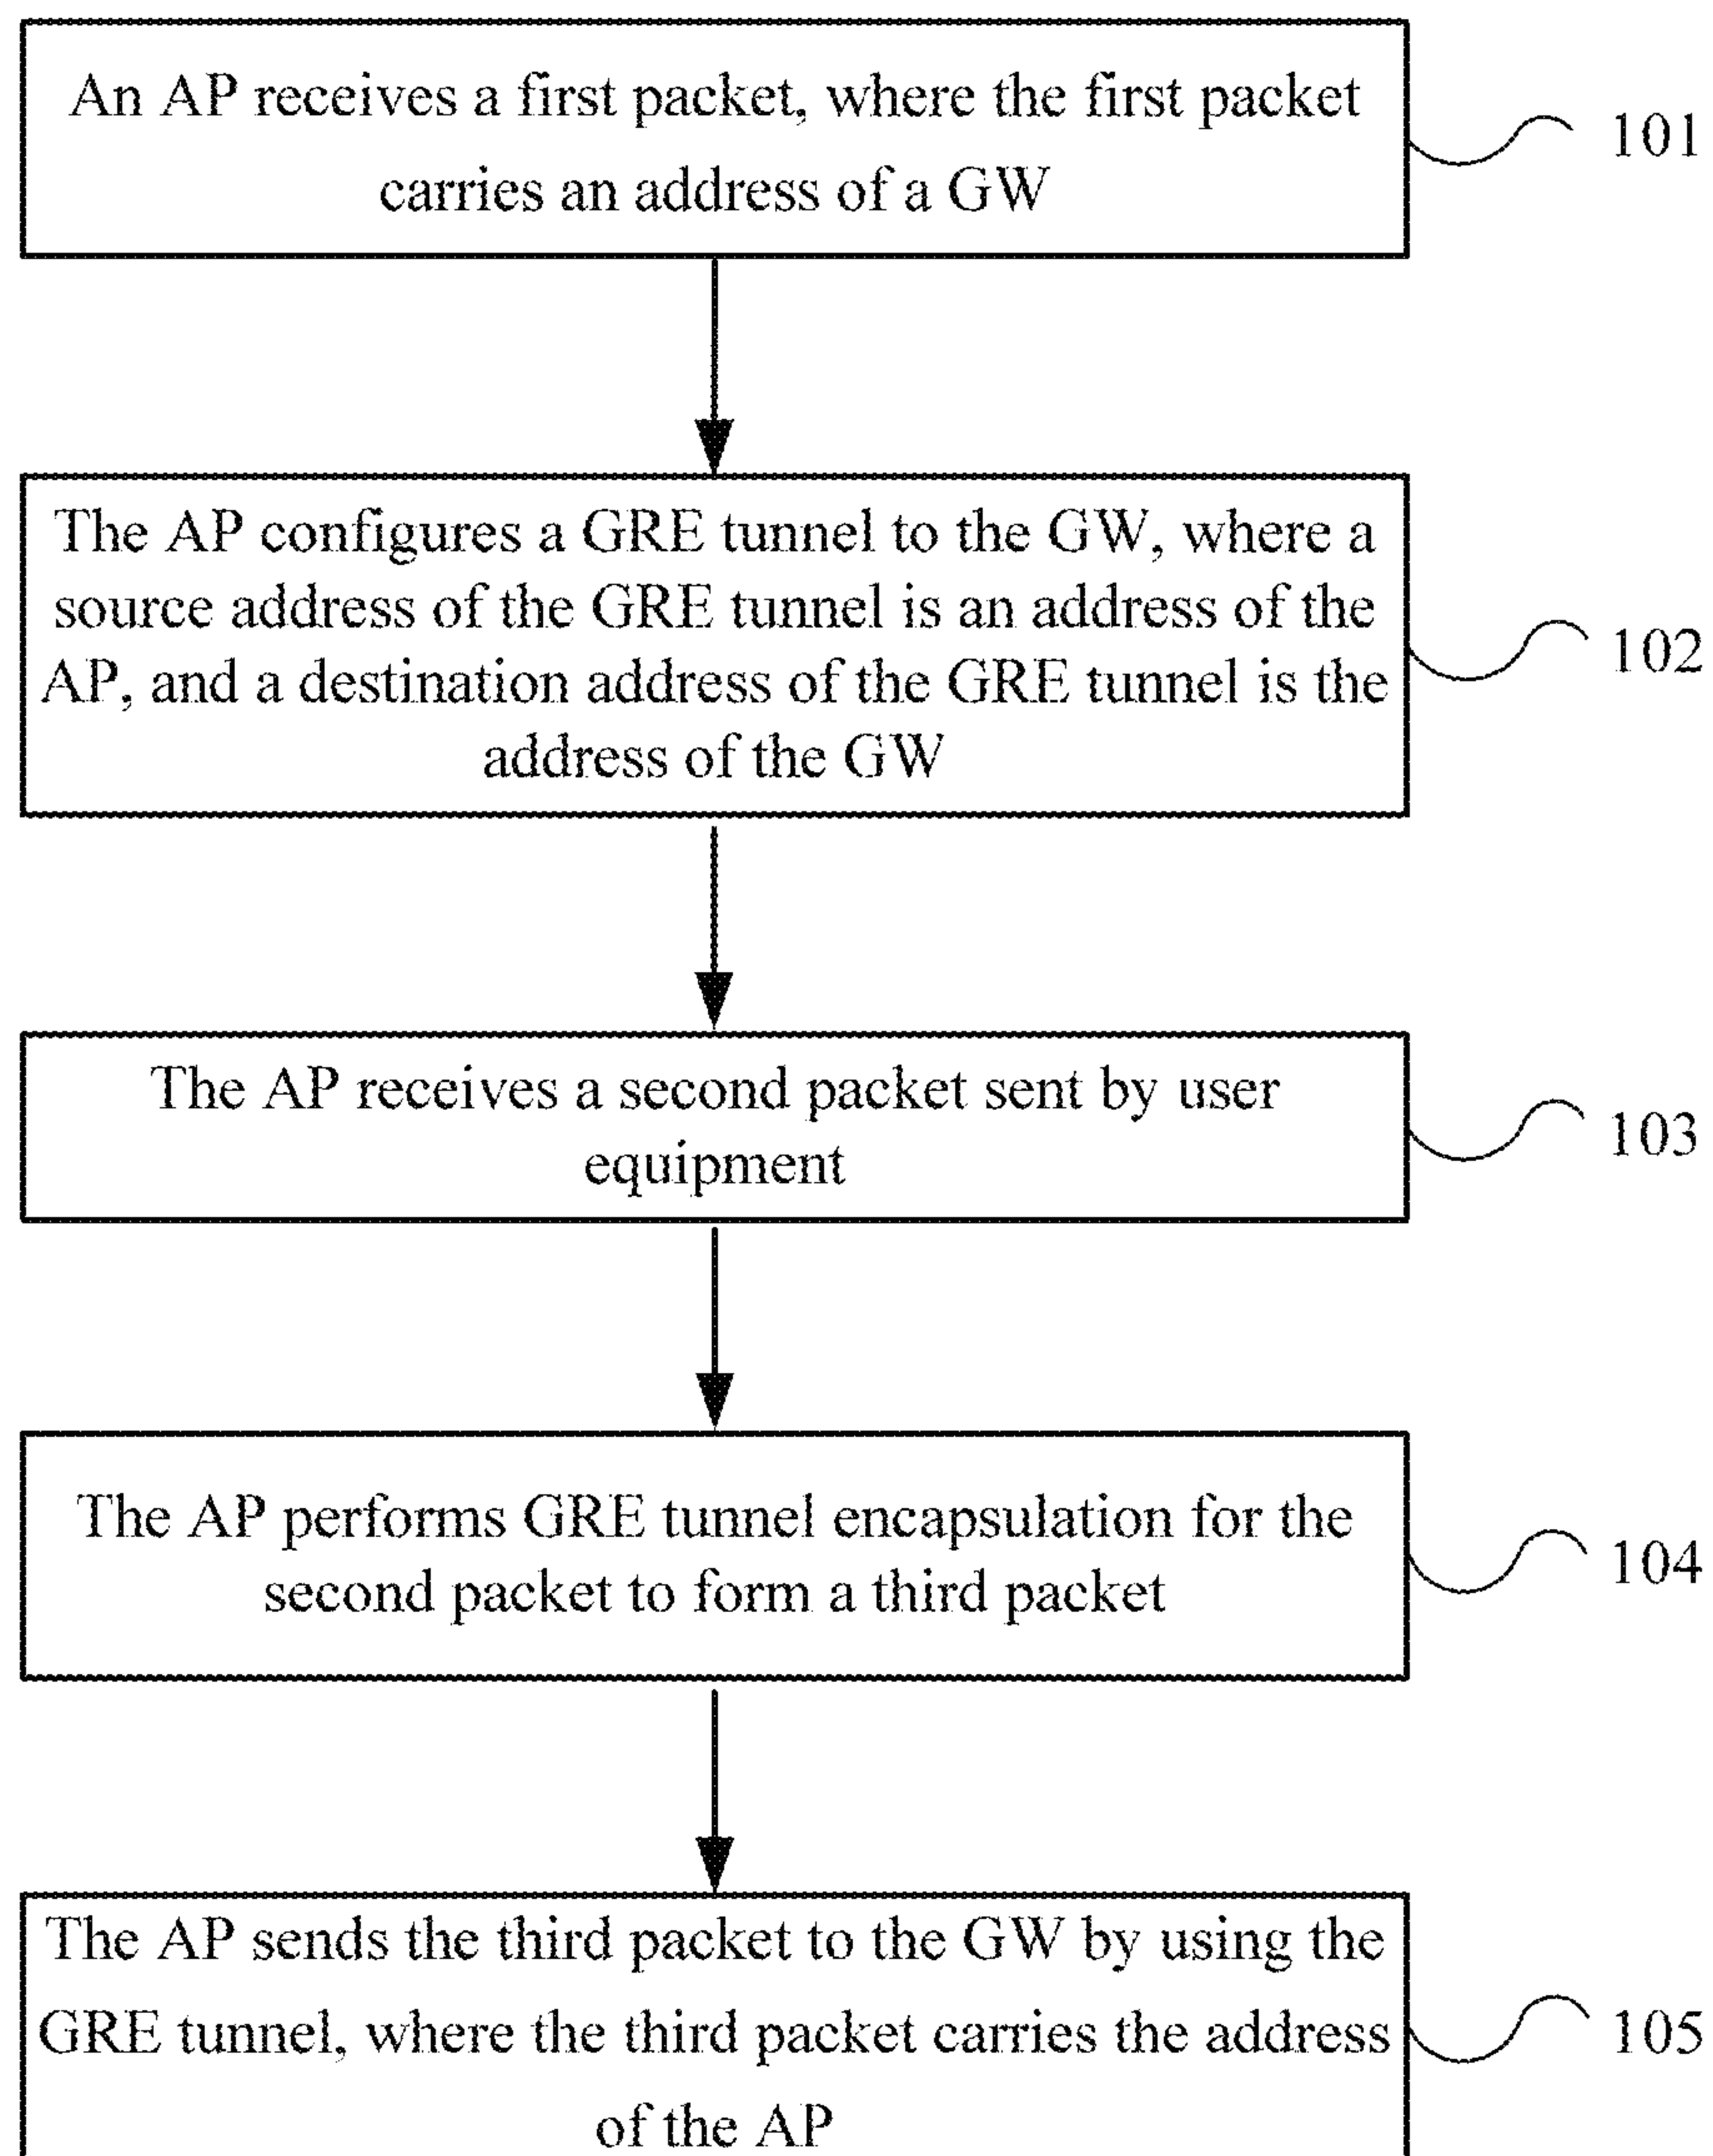 An AP receives a first packet, where the first packet
carries an address of a GW
101
The AP configures a GRE tunnel to the GW, where a
source address of the GRE tunnel is an address of the
AP, and a destination address of the GRE tunnel is the
address of the GW
102
The AP receives a second packet sent by user
equipment
103
The AP performs GRE tunnel encapsulation for the
second packet to form a third packet
104
The AP sends the third packet to the GW by using the
GRE tunnel, where the third packet carries the address
of the AP
105